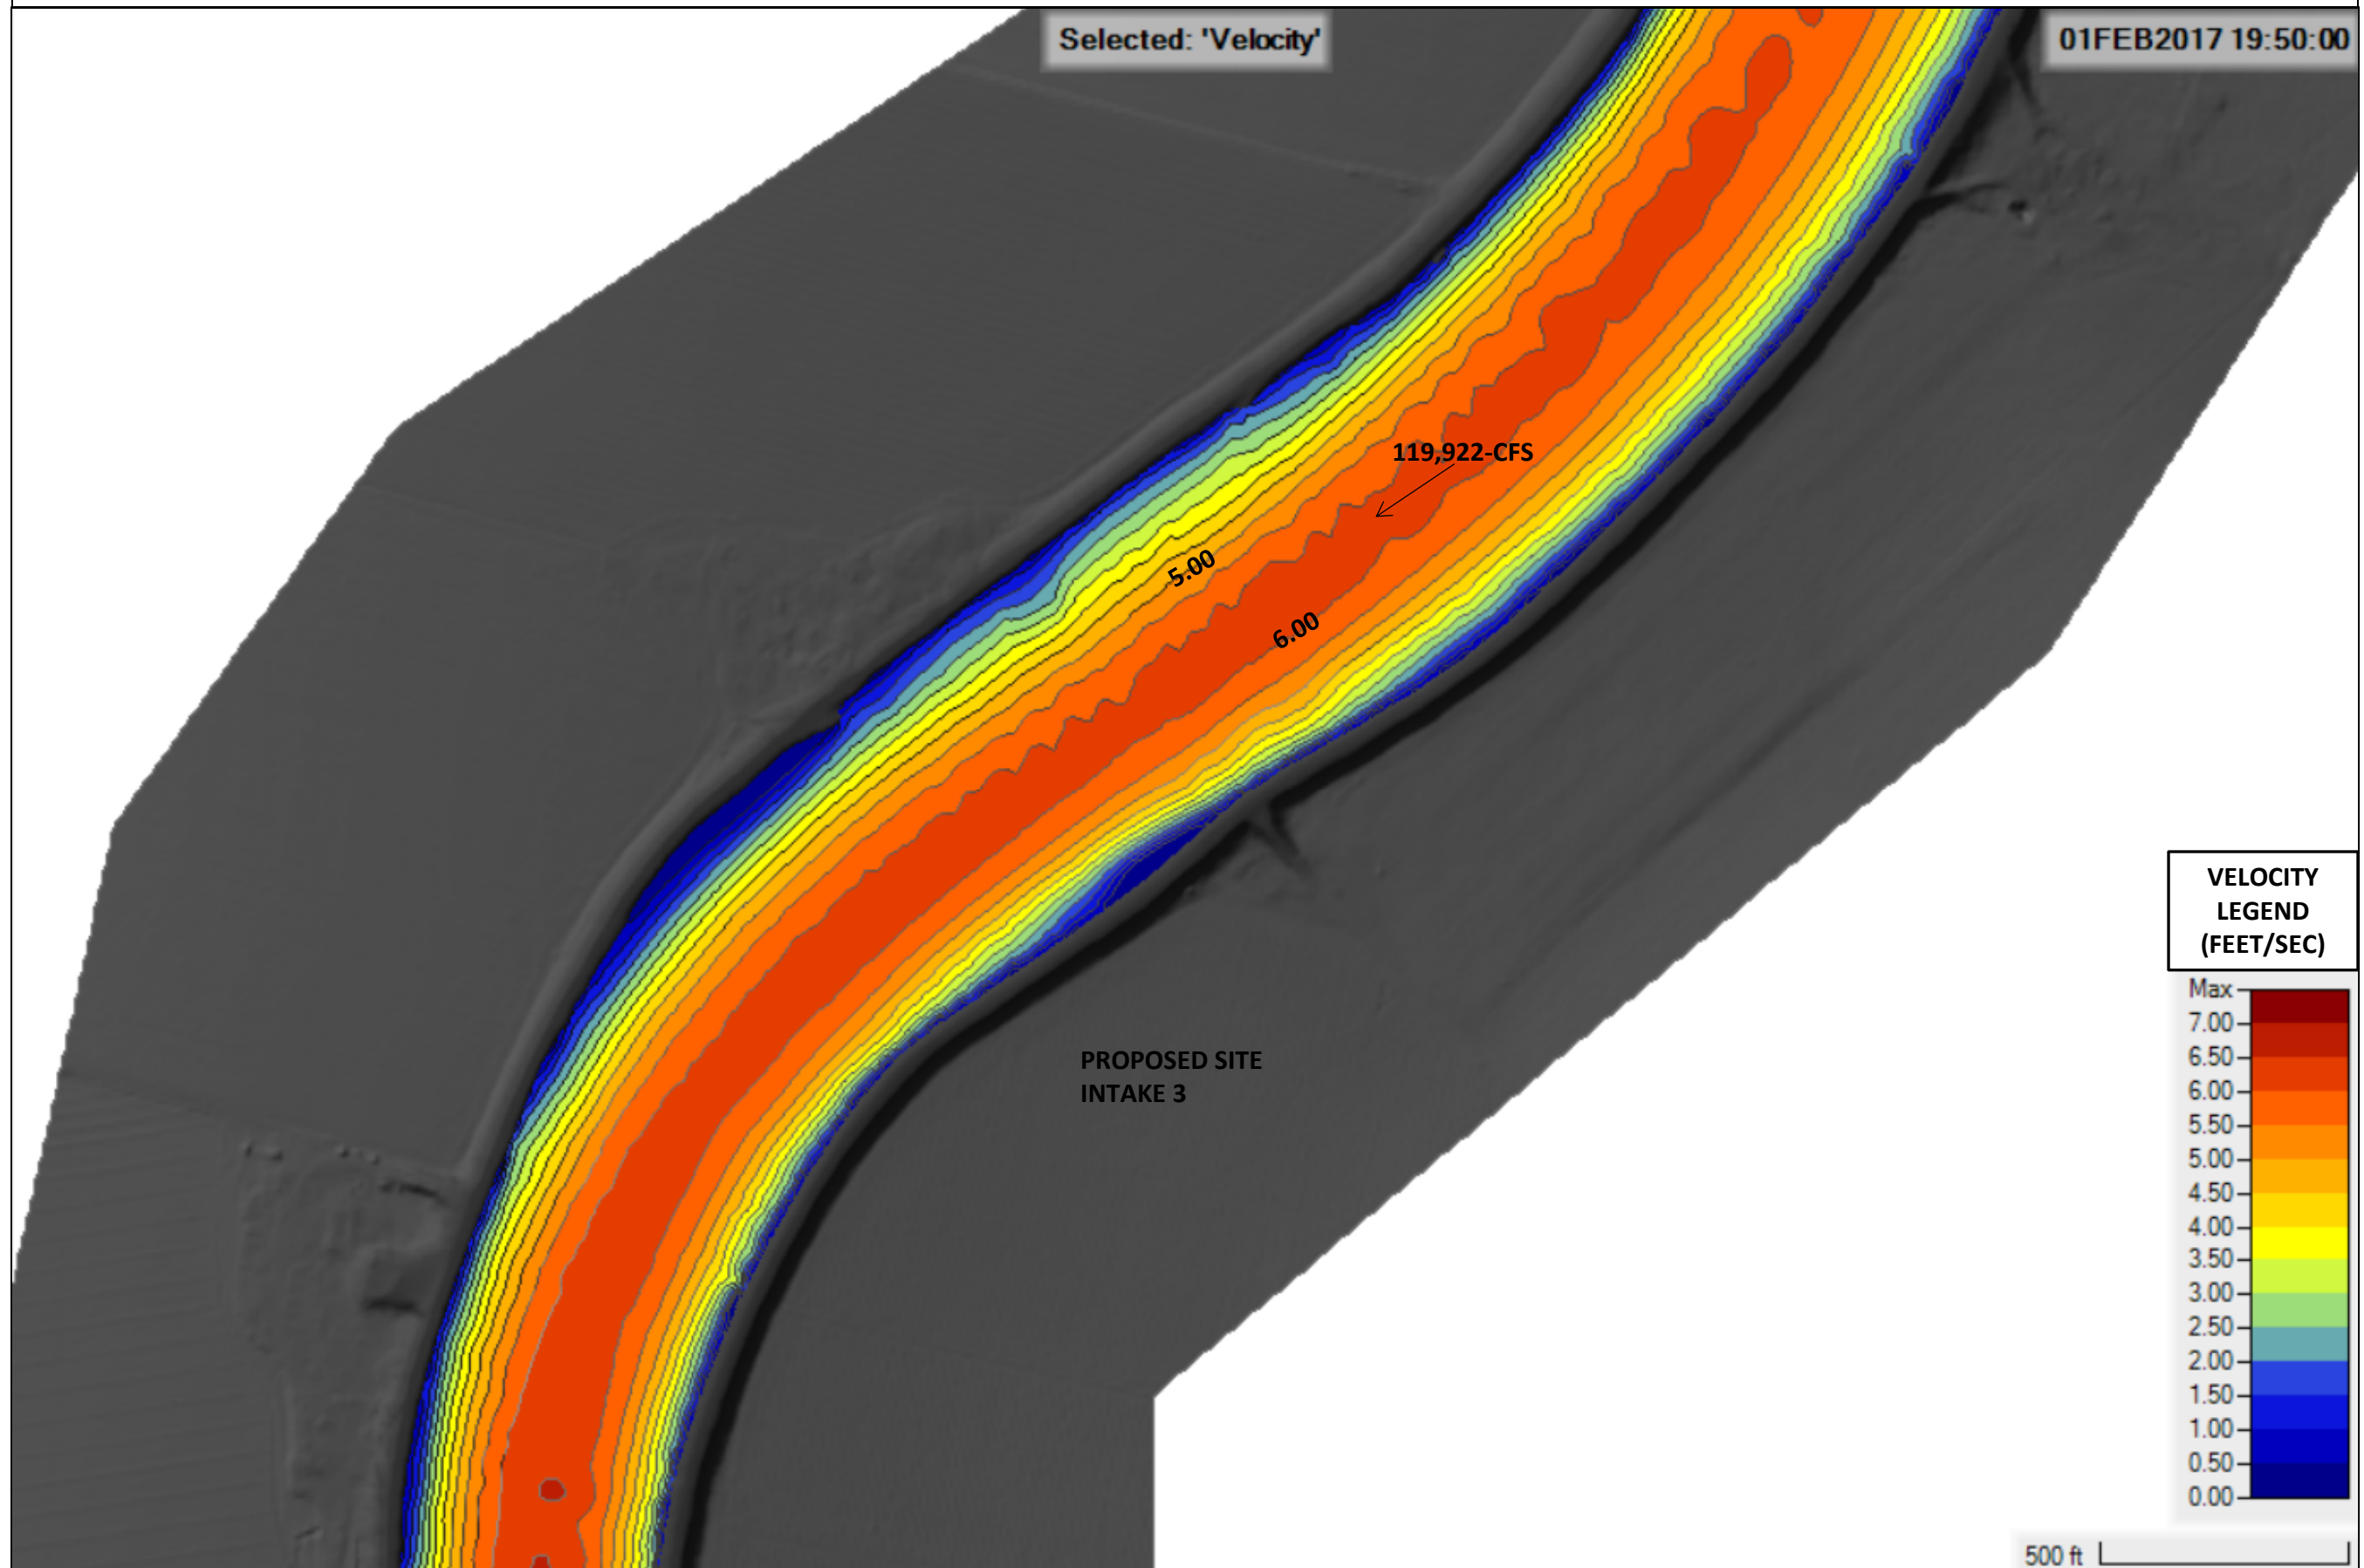 Selected: 'Velocity'
01FEB2017 19:50:00
119,922-CFS
5.00
6.00
PROPOSED SITE
INTAKE 3
VELOCITY
LEGEND
(FEET/SEC)
Max
7.00
6.50
6.00
5.50
5.00
4.50
4.00
3.50
3.00
2.50
2.00
1.50
1.00
0.50
0.00
500 ft